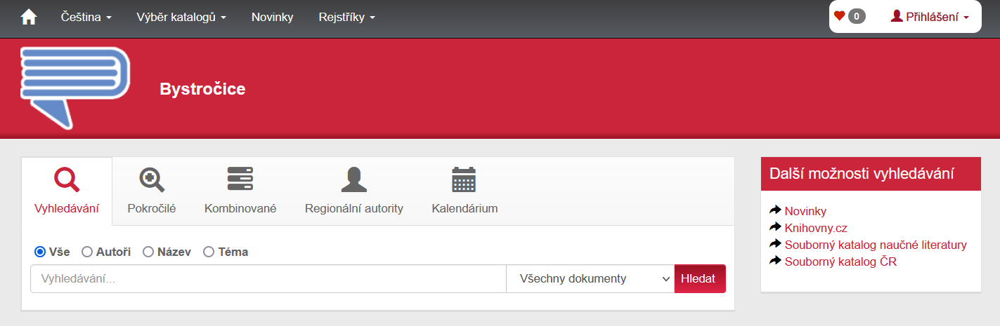 Čeština Výběr katalogů Novinky Rejstříky 0 Přihlášení
Bystročice
Vyhledávání Pokročilé Kombinované Regionální autority Kalendárium
Vše Autoři Název Téma
Vyhledávání... Všechny dokumenty Hledat
Další možnosti vyhledávání
Novinky
Knihovny.cz
Souborný katalog naučné literatury
Souborný katalog ČR